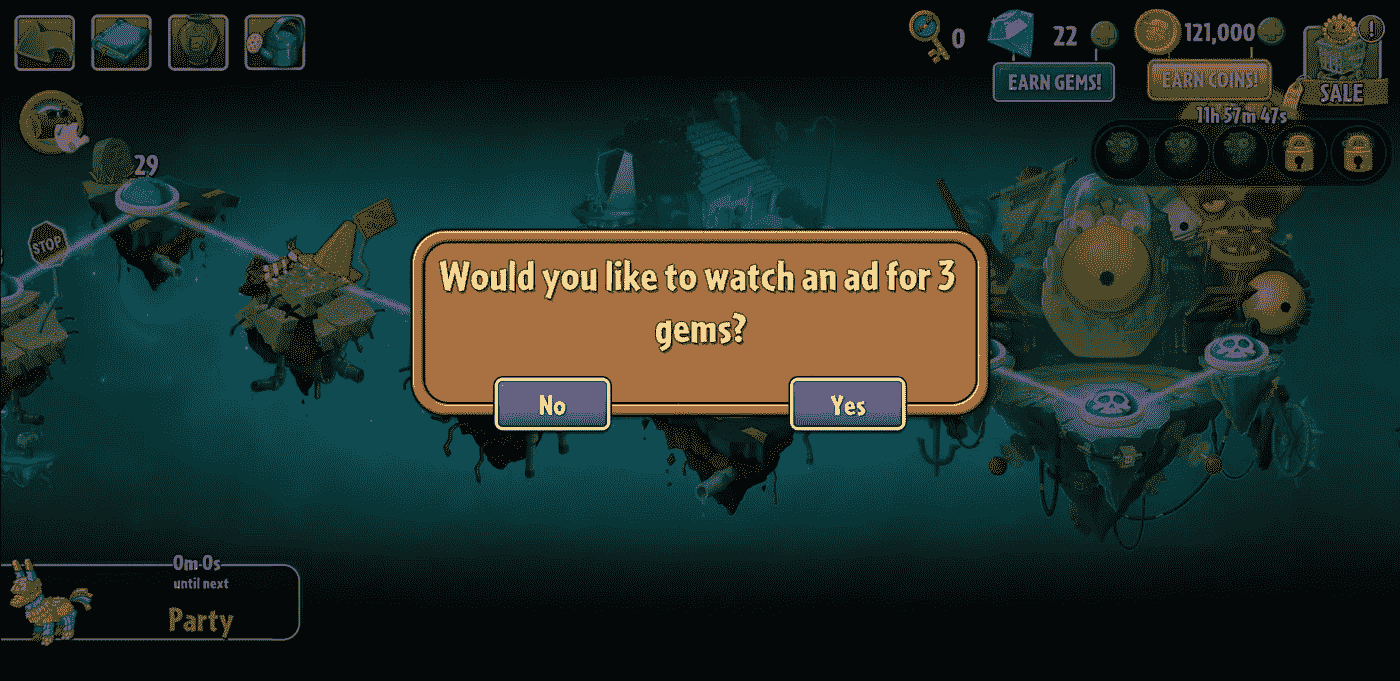 0
22
121,000
EARN GEMS!
EARN COINS!
SALE
11h 57m 47s
29
STOP
Would you like to watch an ad for 3
gems?
No
Yes
0m 0s
until next
Party